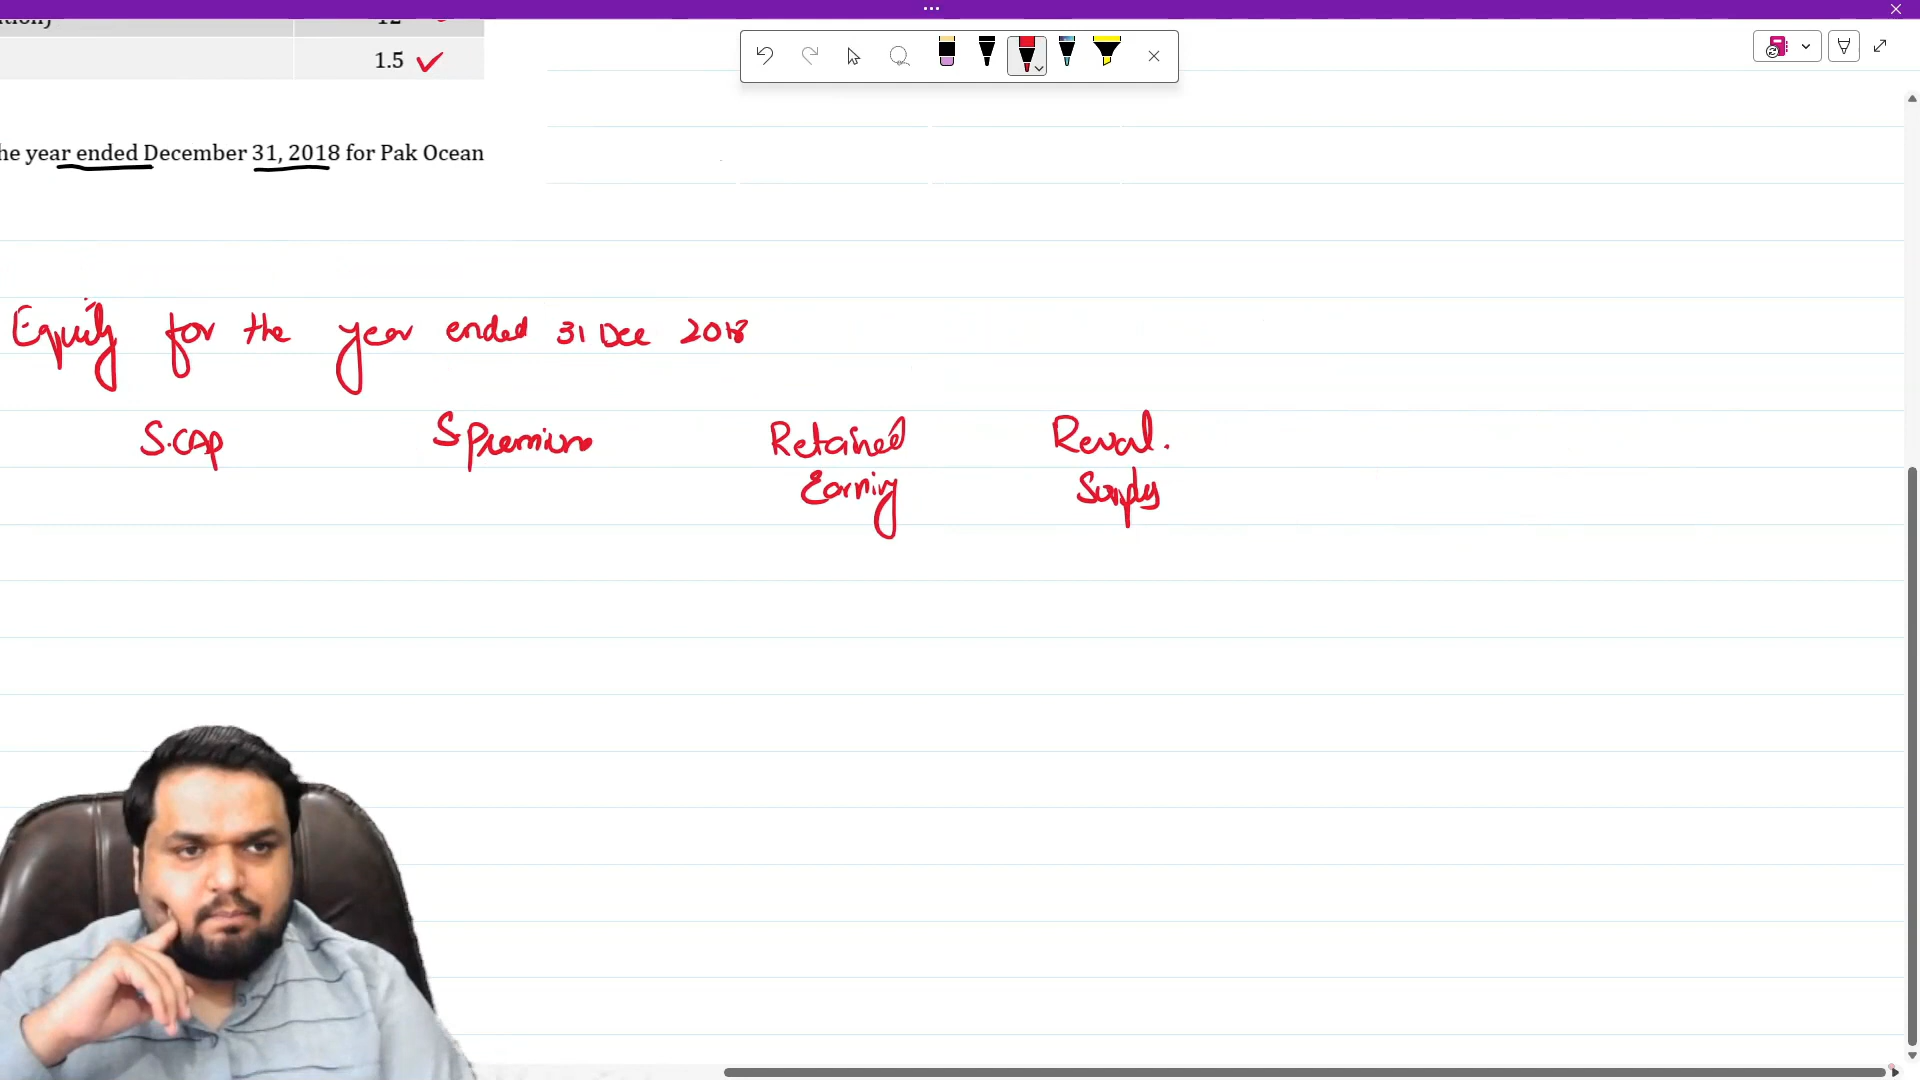 1.5
he year ended December 31, 2018 for Pak Ocean
Equity for the year ended 31 Dec 2018
S.CAP S.Premium Retained Earning Reval. Surplus